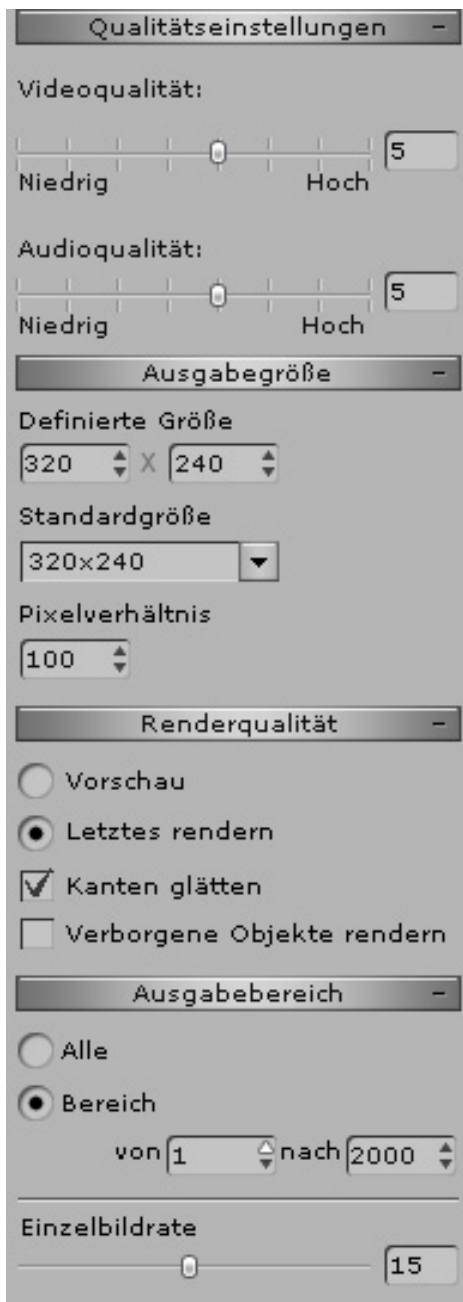 Qualitätseinstellungen
Videoqualität:
5
Niedrig Hoch
Audioqualität:
5
Niedrig Hoch
Ausgabegröße
Definierte Größe
320 X 240
Standardgröße
320x240
Pixelverhältnis
100
Renderqualität
Vorschau
Letztes rendern
Kanten glätten
Verborgene Objekte rendern
Ausgabebereich
Alle
Bereich
von 1 nach 2000
Einzelbildrate
15